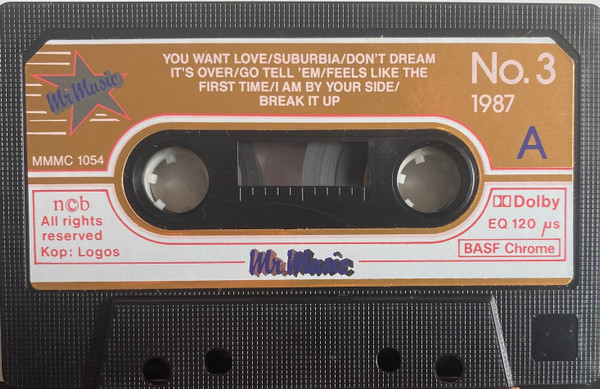 Mr. Music
YOU WANT LOVE/SUBURBIA/DON'T DREAM
IT'S OVER/GO TELL 'EM/FEELS LIKE THE
FIRST TIME/I AM BY YOUR SIDE/
BREAK IT UP
No. 3
1987
A
MMMC 1054
n©b
All rights
reserved
Kop: Logos
Dolby
EQ 120 µs
BASF Chrome
Mr. Music